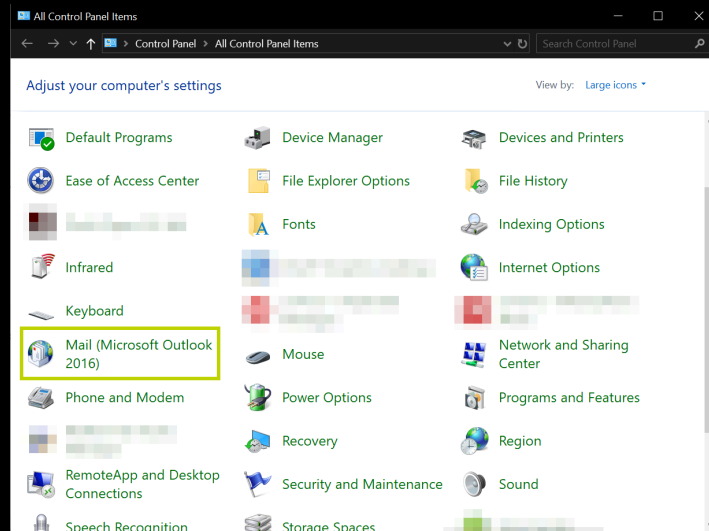 All Control Panel Items
Control Panel > All Control Panel Items
Search Control Panel
Adjust your computer's settings
View by: Large icons
Default Programs
Device Manager
Devices and Printers
Ease of Access Center
File Explorer Options
File History
Fonts
Indexing Options
Infrared
Internet Options
Keyboard
Mail (Microsoft Outlook
2016)
Mouse
Network and Sharing
Center
Phone and Modem
Power Options
Programs and Features
Recovery
Region
RemoteApp and Desktop
Connections
Security and Maintenance
Sound
Speech Recognition
Storage Spaces